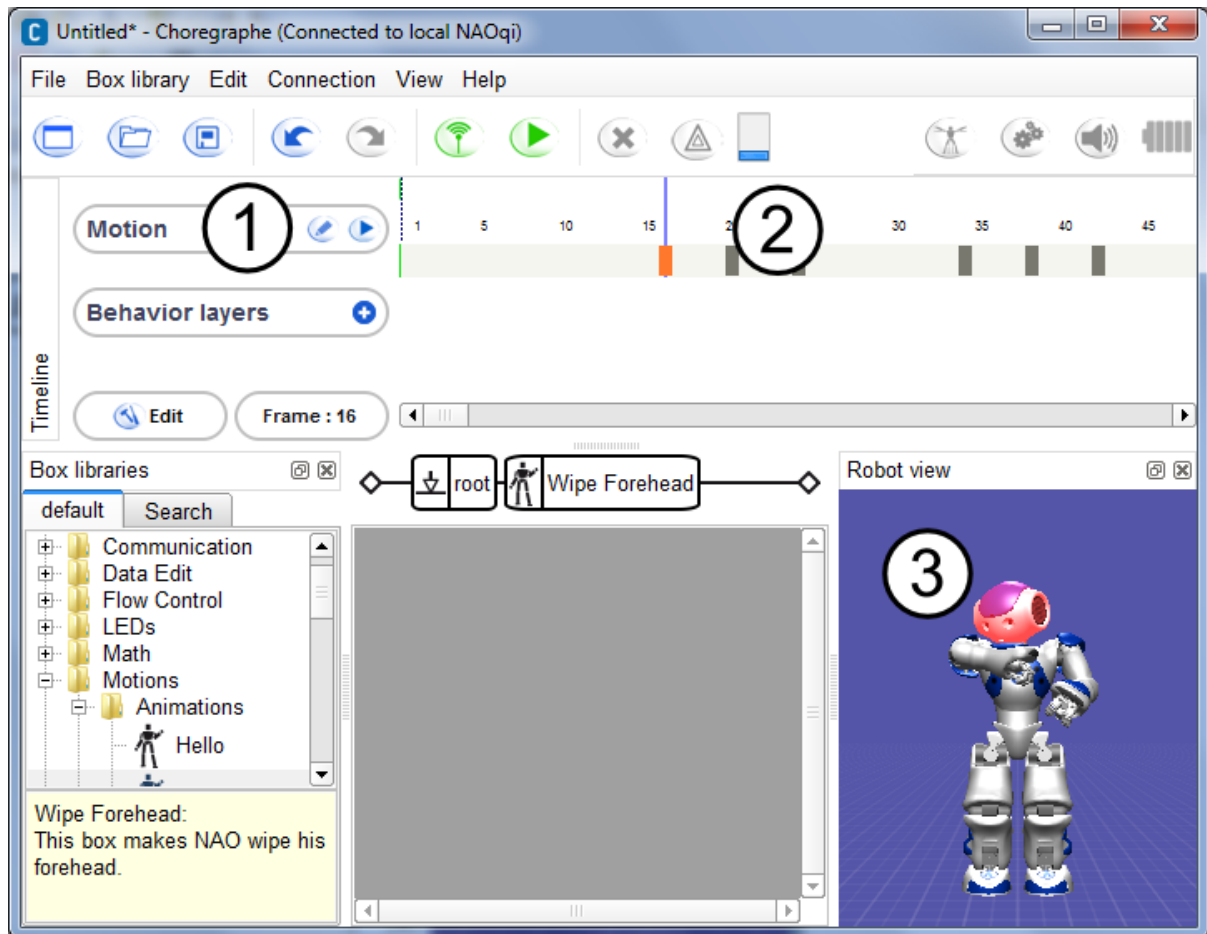 Untitled* - Choregraphe (Connected to local NAOqi)
File Box library Edit Connection View Help
Motion 1
1 5 10 15 2 2 30 35 40 45
Behavior layers
Timeline
Edit Frame : 16
Box libraries
default Search
Communication
Data Edit
Flow Control
LEDs
Math
Motions
Animations
Hello
Wipe Forehead:
This box makes NAO wipe his
forehead.
root Wipe Forehead
Robot view
3